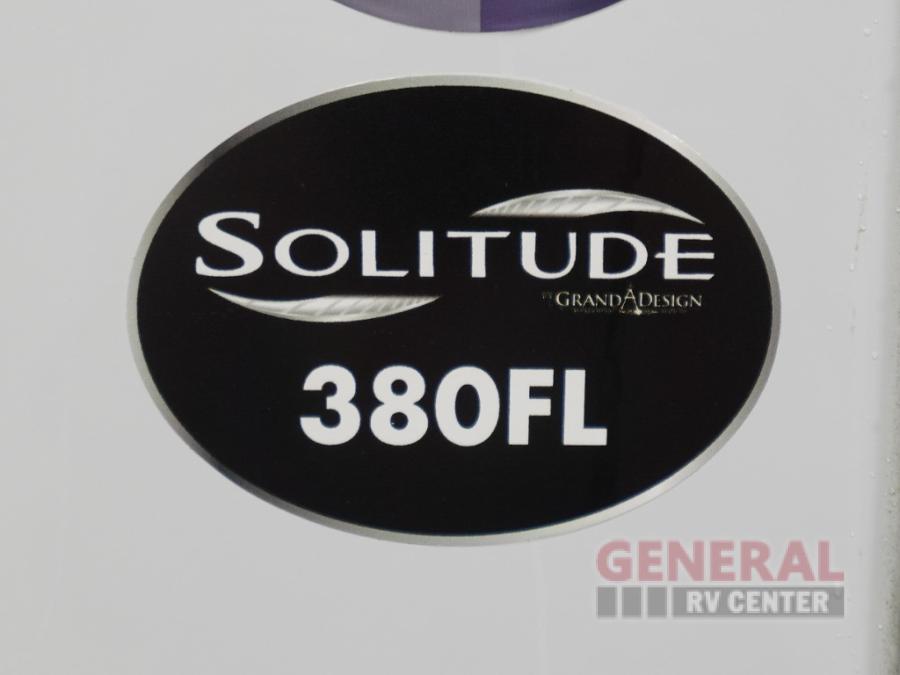 SOLITUDE
BY GRAND DESIGN
380FL
GENERAL
RV CENTER